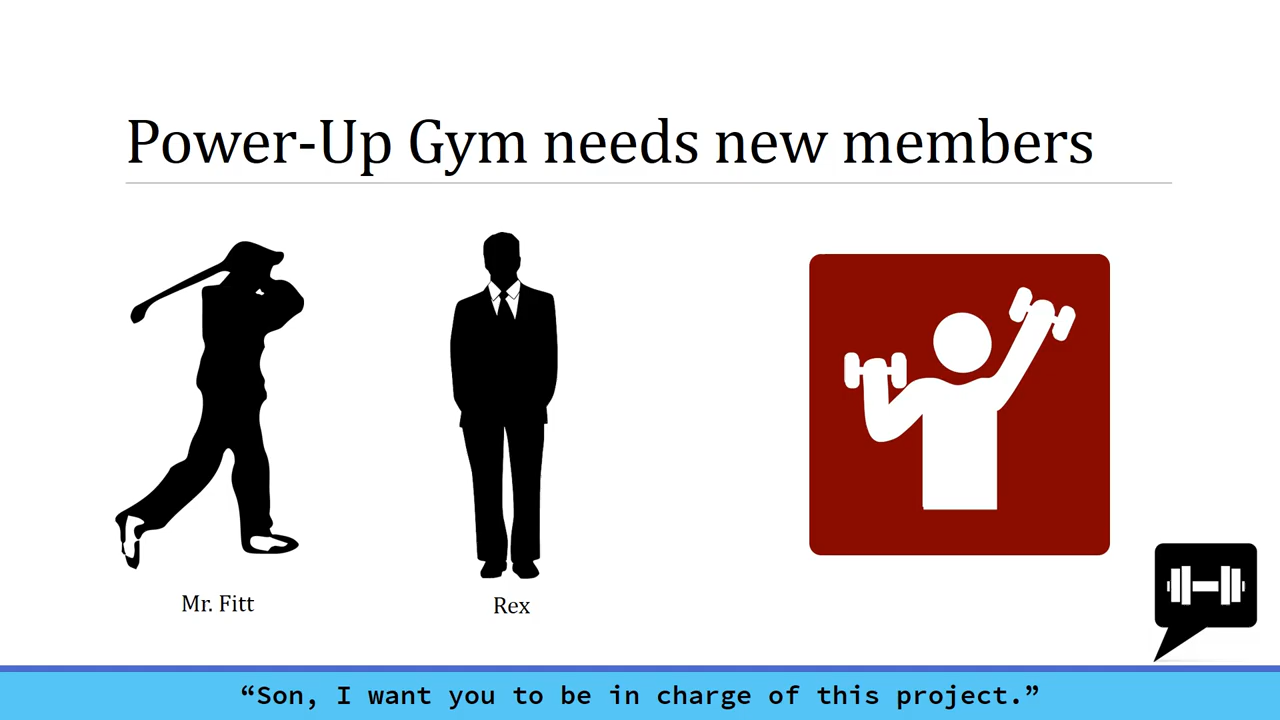 Power-Up Gym needs new members
Mr. Fitt
Rex
“Son, I want you to be in charge of this project.”